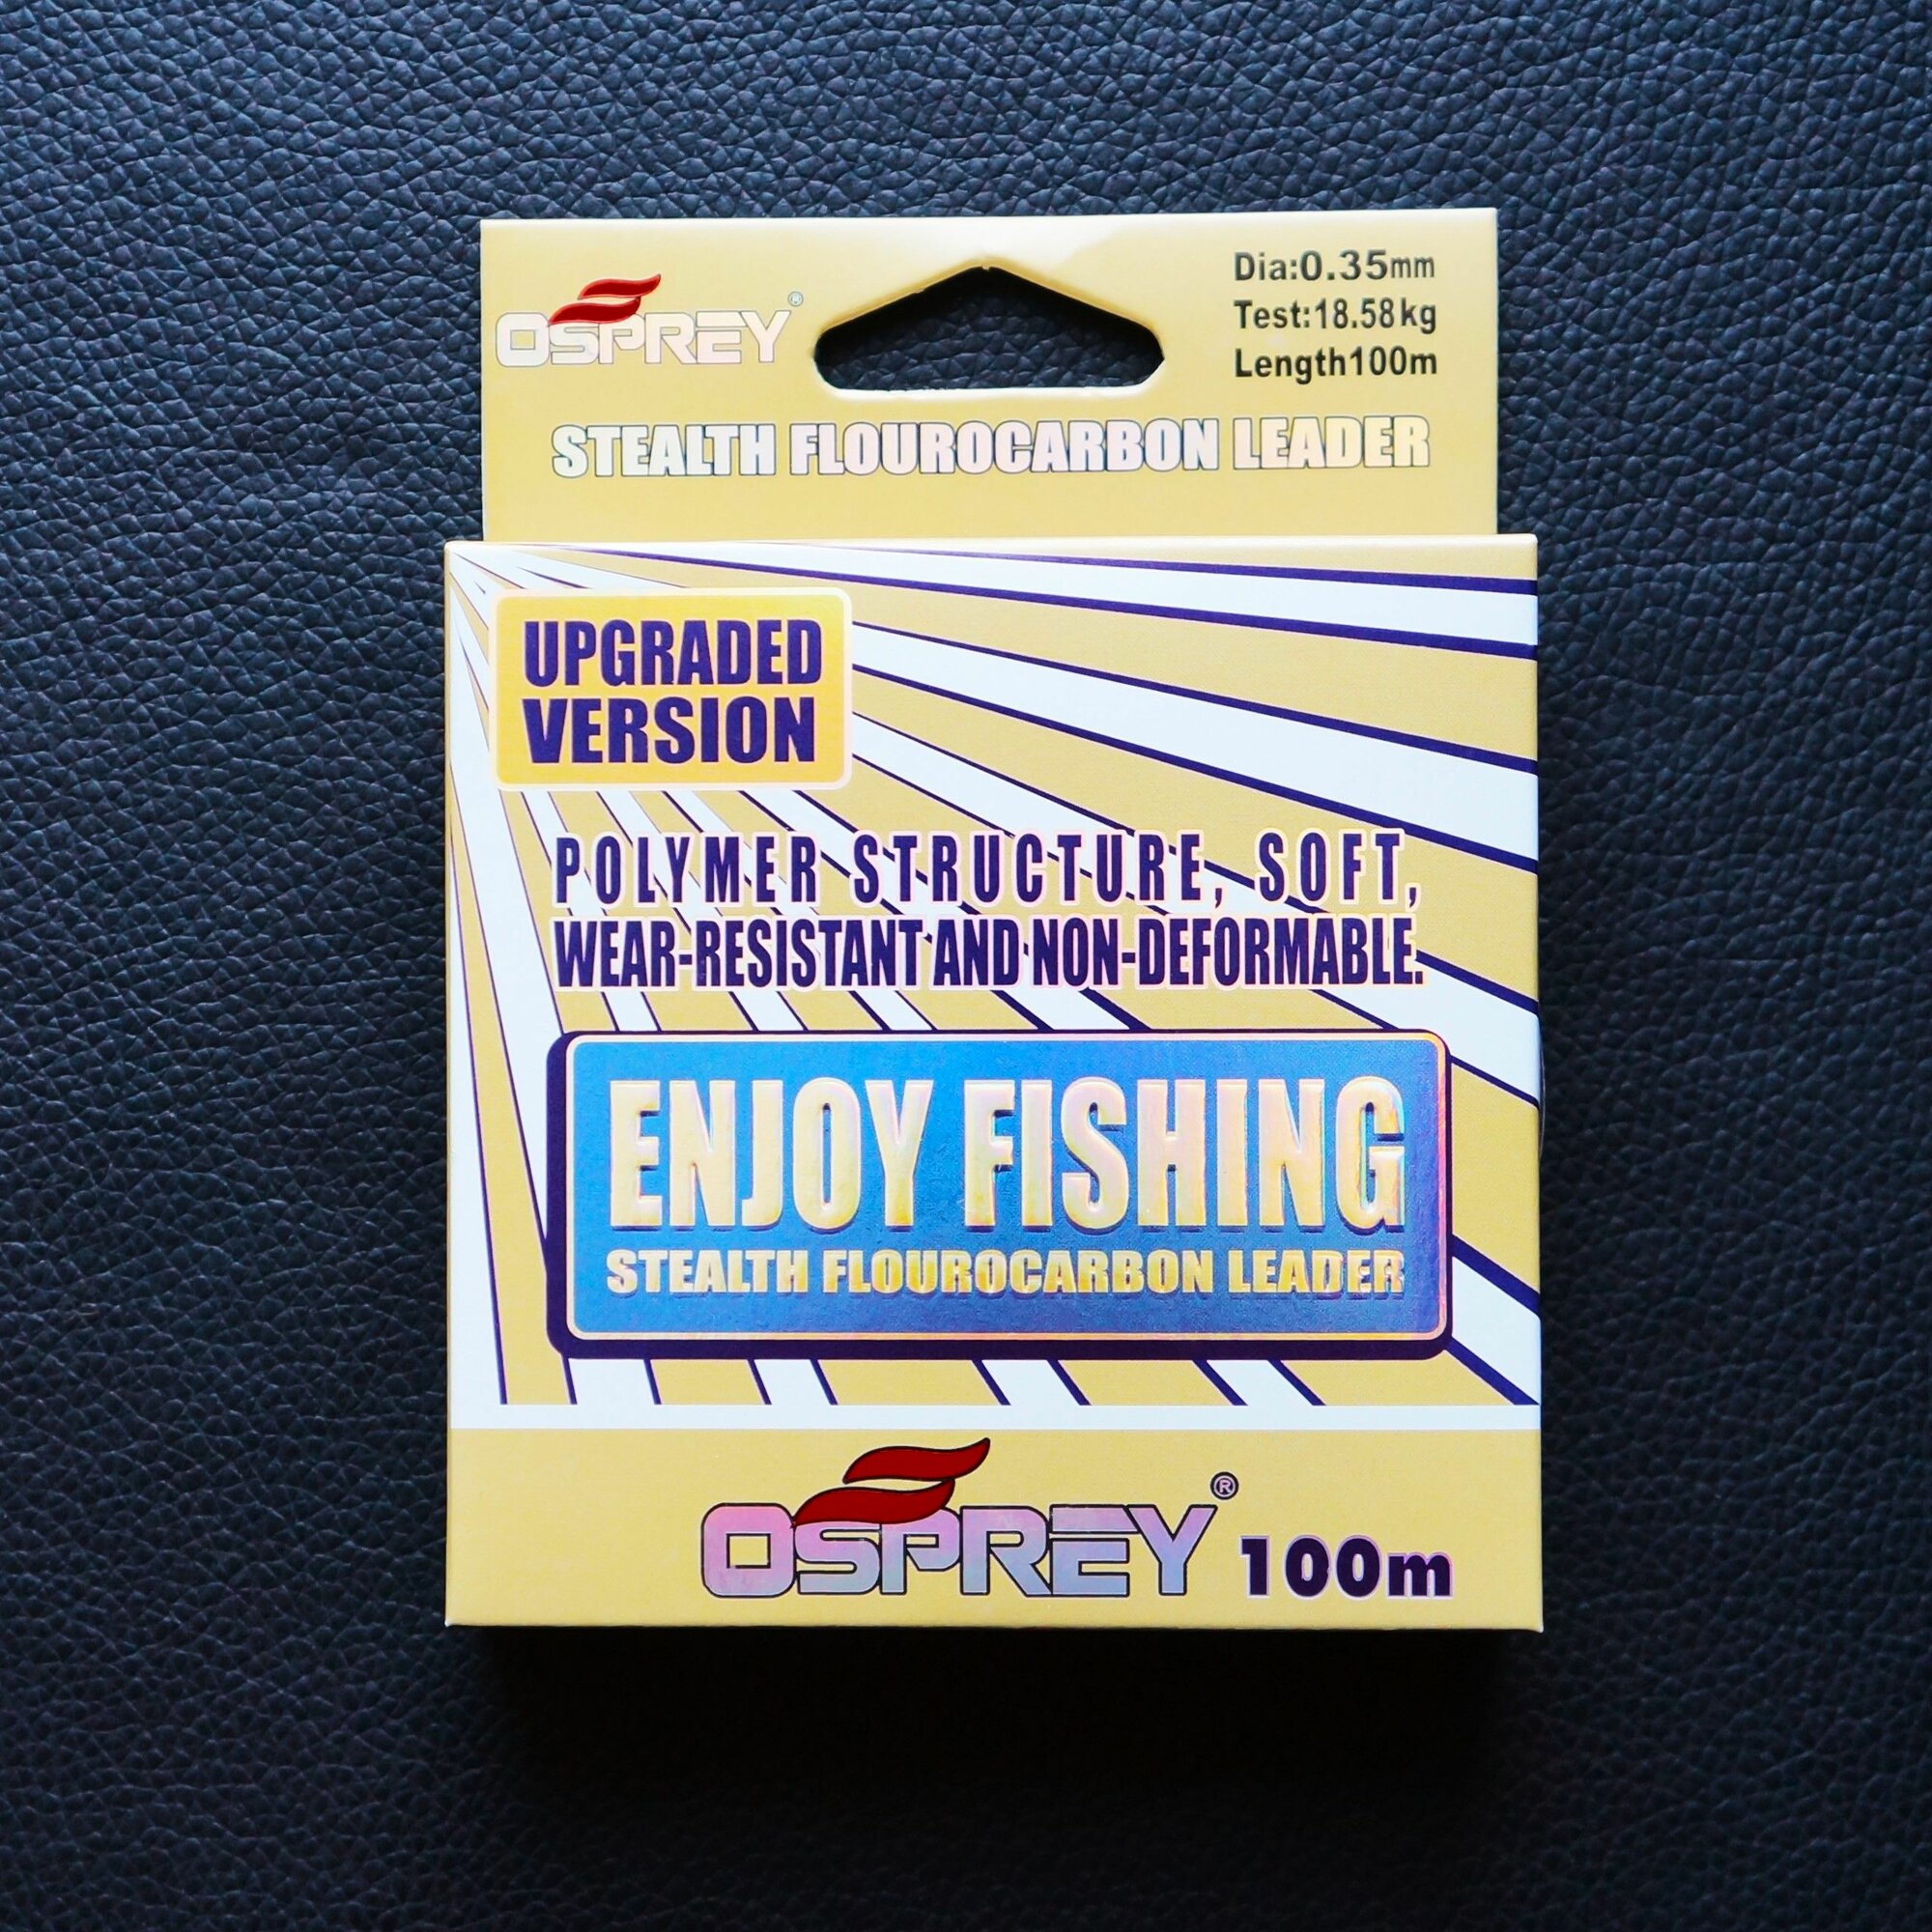 OSPREY®
Dia:0.35mm
Test:18.58kg
Length100m
STEALTH FLOUROCARBON LEADER
UPGRADED
VERSION
POLYMER STRUCTURE, SOFT,
WEAR-RESISTANT AND NON-DEFORMABLE.
ENJOY FISHING
STEALTH FLOUROCARBON LEADER
OSPREY® 100m